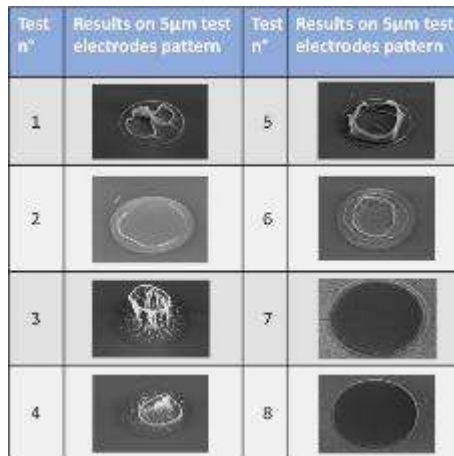 Test Results on 5µm test Test Results on 5µm test
n° electrodes pattern n° electrodes pattern
1 5
2 6
3 7
4 8